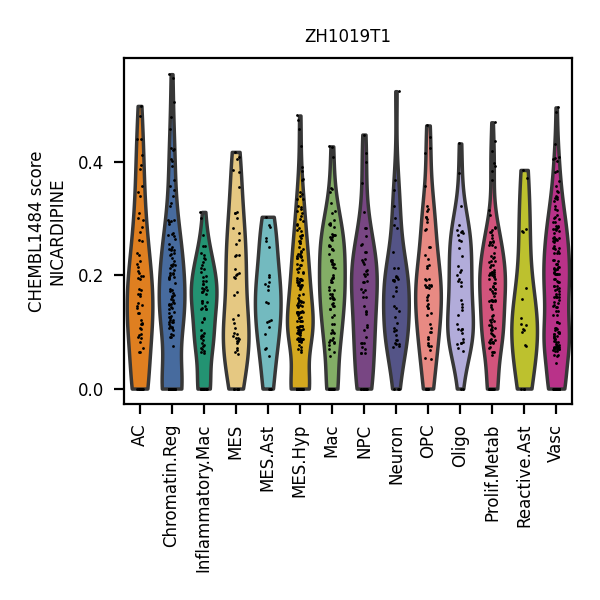 ZH1019T1
CHEMBL1484 score
NICARDIPINE
0.4
0.2
0.0
AC
Chromatin.Reg
Inflammatory.Mac
MES
MES.Ast
MES.Hyp
Mac
NPC
Neuron
OPC
Oligo
Prolif.Metab
Reactive.Ast
Vasc